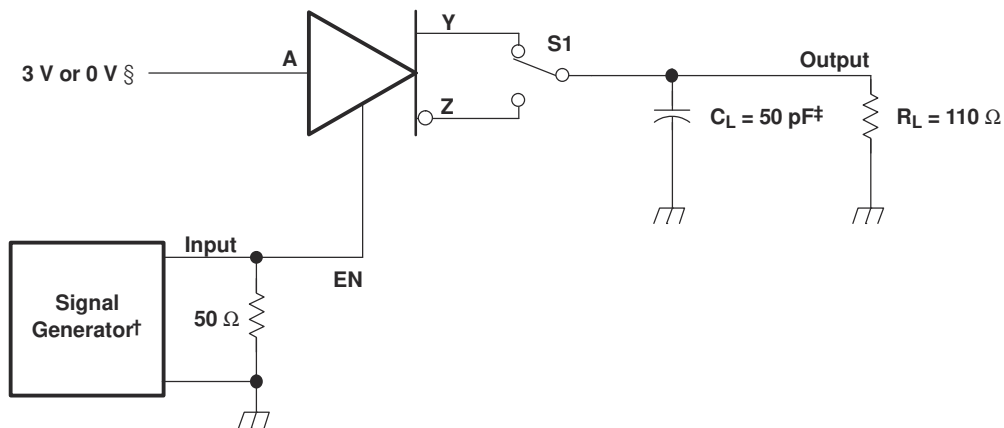 Y
S1
Output
A
3 V or 0 V §
Z
C_L = 50 pF‡
R_L = 110 Ω
Input
EN
Signal
Generator†
50 Ω